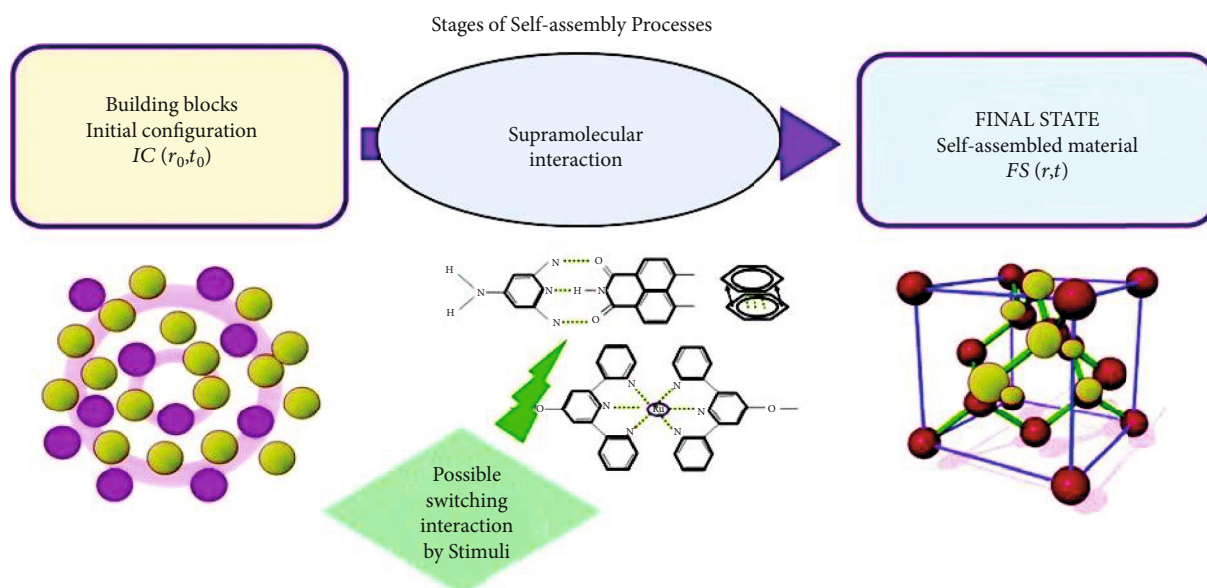 Stages of Self-assembly Processes
Building blocks
Initial configuration
IC (r₀,t₀)
Supramolecular
interaction
FINAL STATE
Self-assembled material
FS (r,t)
H
N
H
N
N
N
O
H
N
O
N
N
N
O
N
N
N
Ru
O
Possible
switching
interaction
by Stimuli